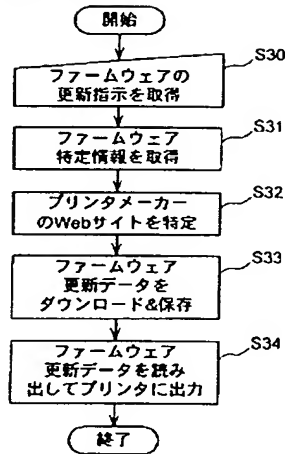 開始
S30
ファームウェアの
更新指示を取得
S31
ファームウェア
特定情報を取得
S32
プリンタメーカー
のWebサイトを特定
S33
ファームウェア
更新データを
ダウンロード&保存
S34
ファームウェア
更新データを読み
出してプリンタに出力
終了